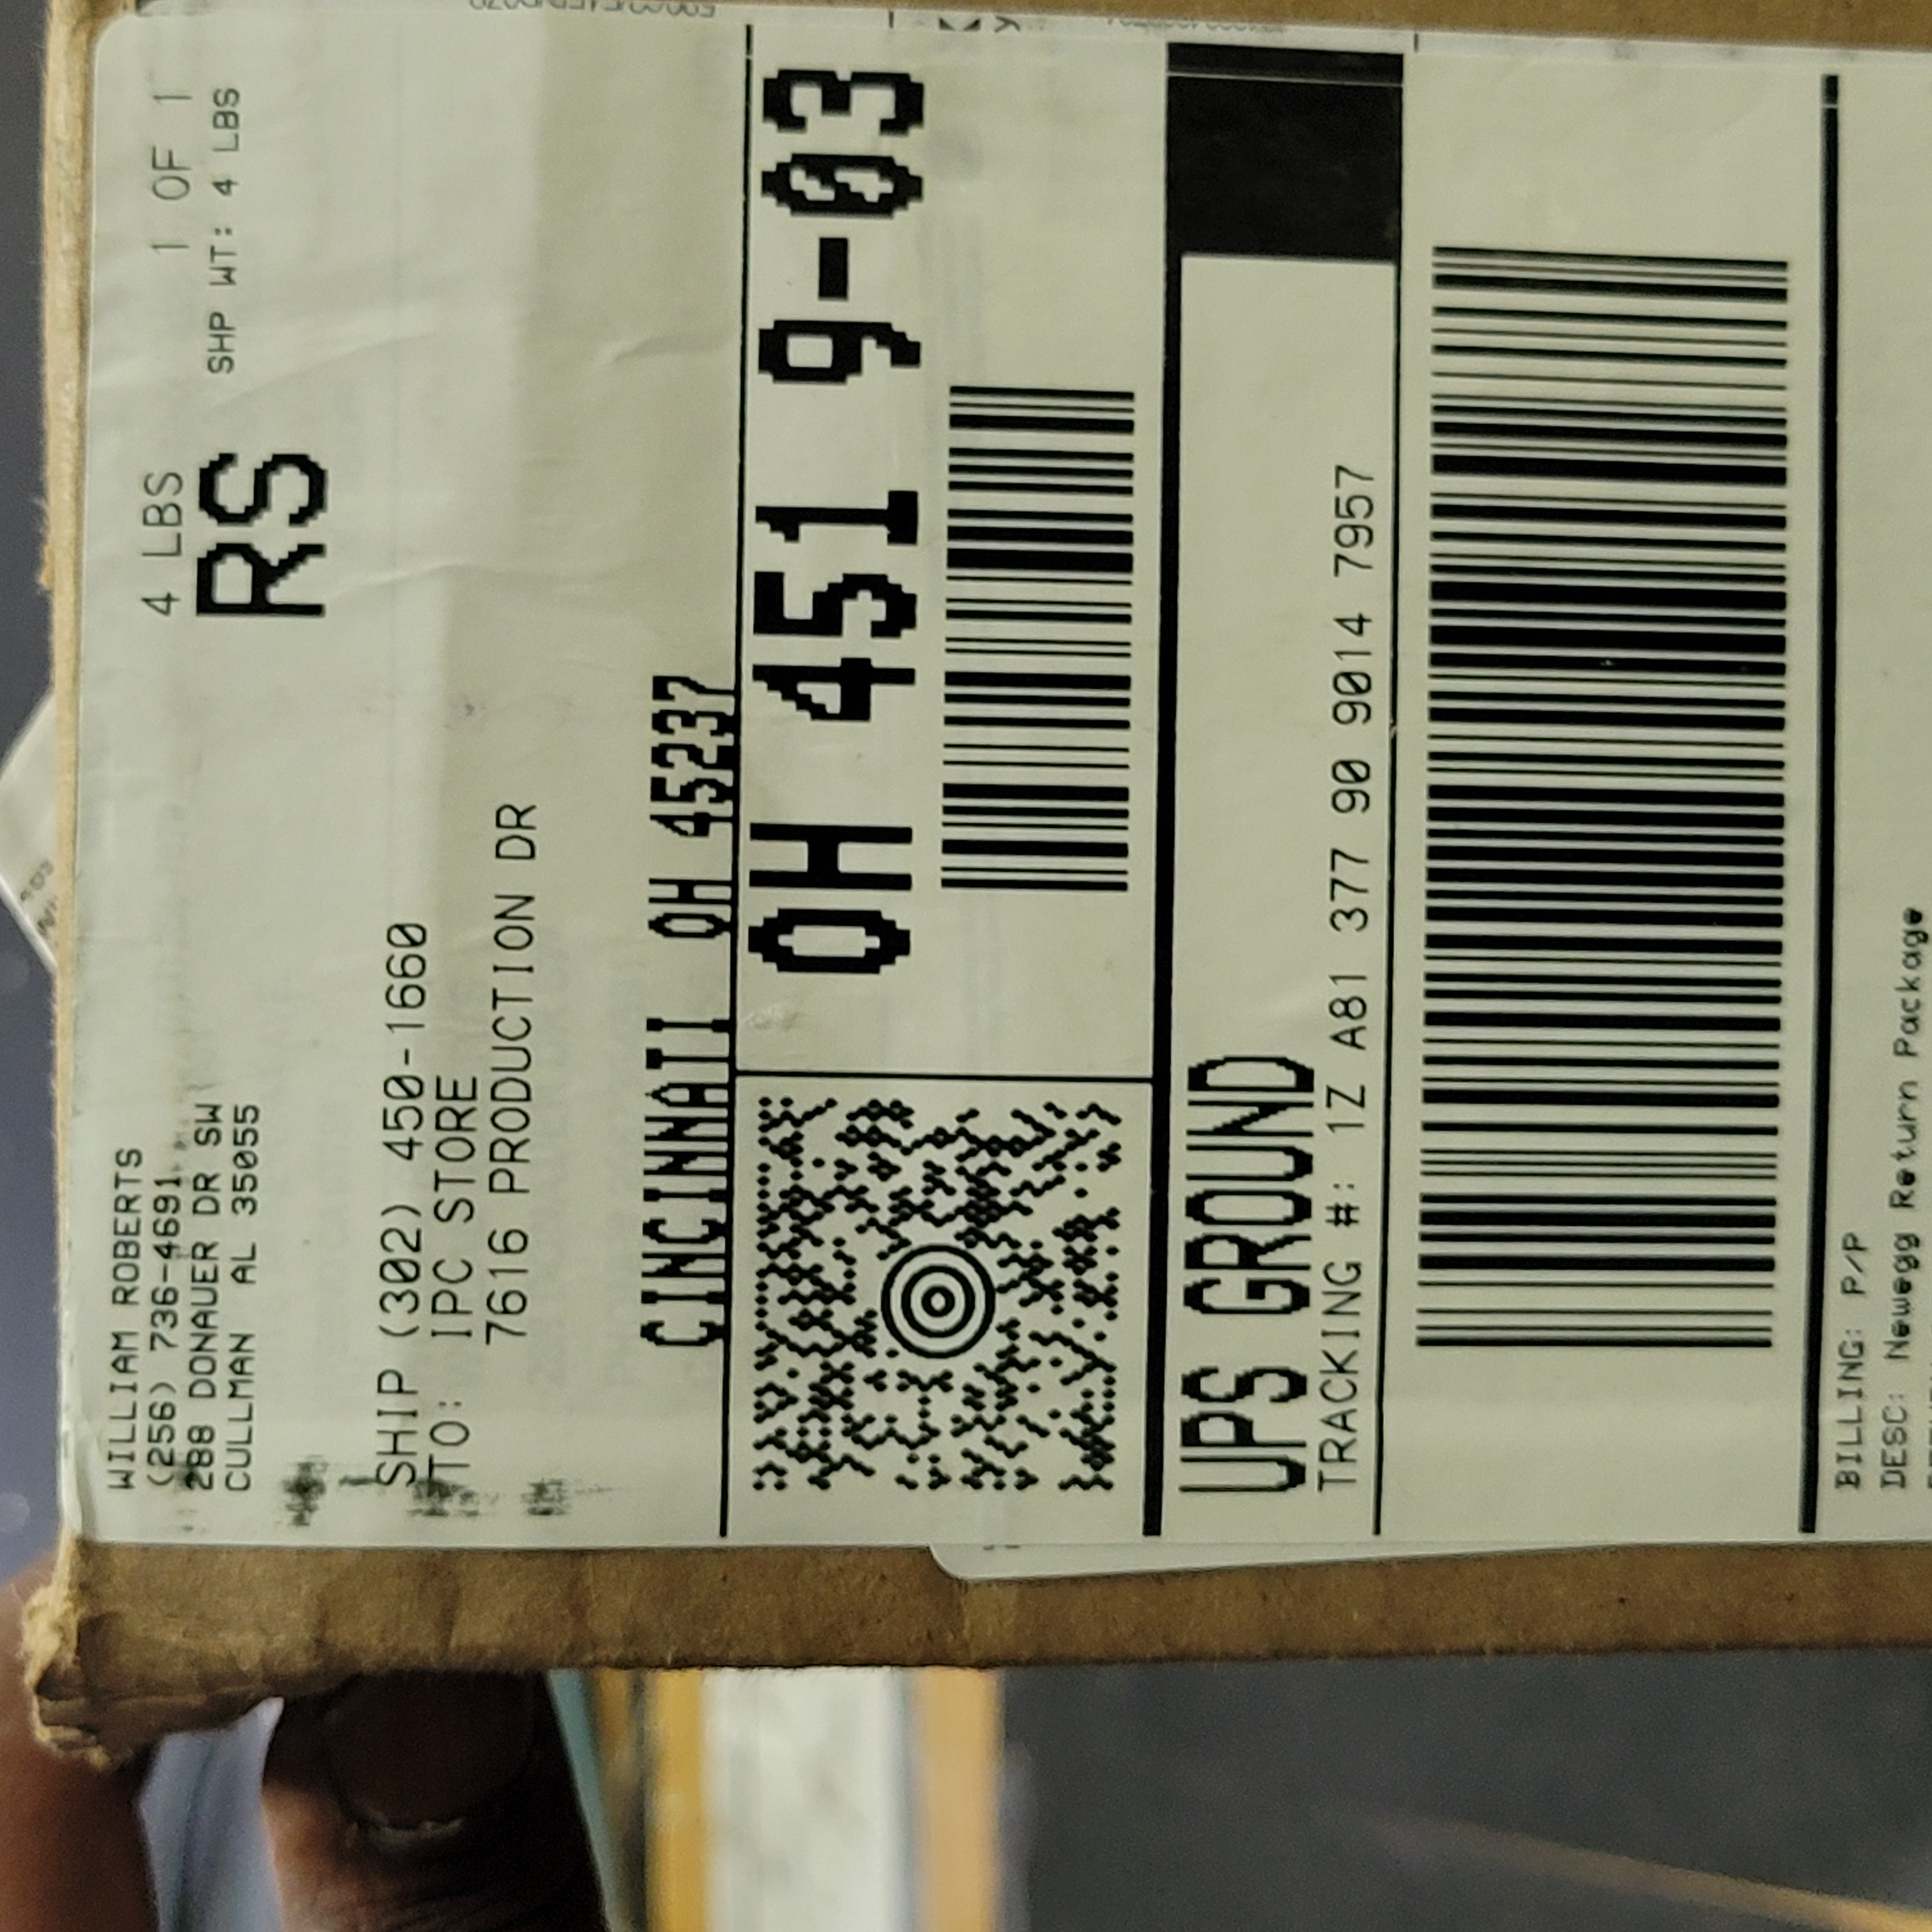 WILLIAM ROBERTS
(256) 736-4691
288 DONAUER DR SW
CULLMAN AL 35055
4 LBS 1 OF 1
RS SHP WT: 4 LBS
SHIP (302) 450-1660
TO: IPC STORE
7616 PRODUCTION DR
CINCINNATI OH 45237
OH 451 9-03
UPS GROUND
TRACKING #: 1Z A81 377 90 9014 7957
BILLING: P/P
DESC: Newegg Return Package